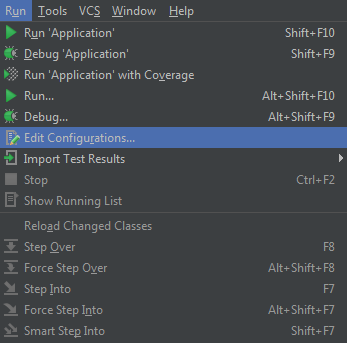 Run Tools VCS Window Help
Run 'Application' Shift+F10
Debug 'Application' Shift+F9
Run 'Application' with Coverage
Run... Alt+Shift+F10
Debug... Alt+Shift+F9
Edit Configurations...
Import Test Results
Stop Ctrl+F2
Show Running List
Reload Changed Classes
Step Over F8
Force Step Over Alt+Shift+F8
Step Into F7
Force Step Into Alt+Shift+F7
Smart Step Into Shift+F7